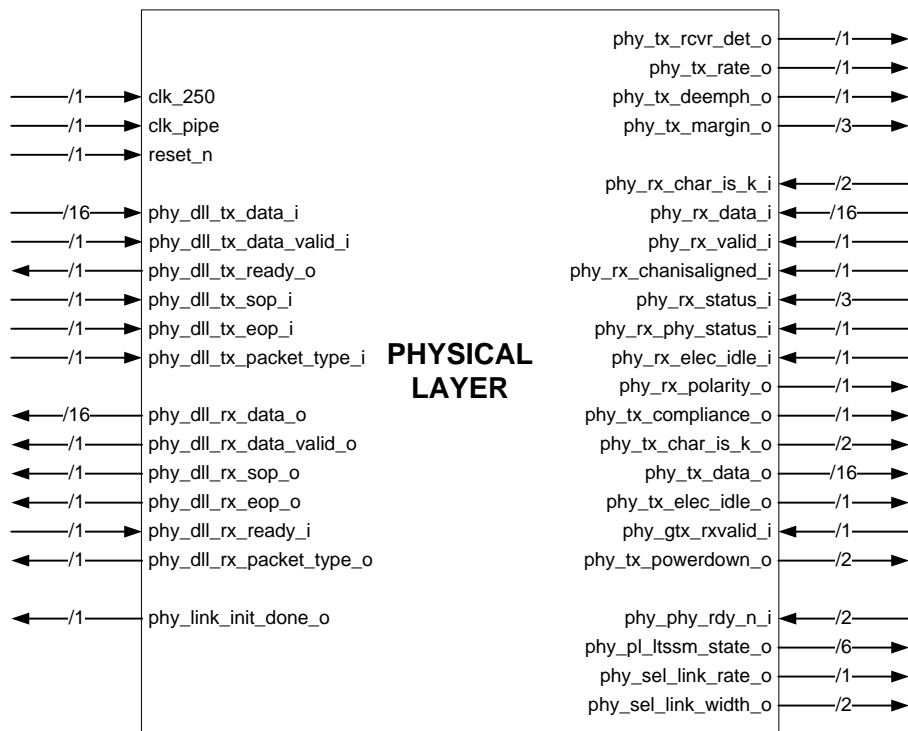 phy_tx_rcvr_det_o /1
phy_tx_rate_o /1
/1 clk_250 phy_tx_deemph_o /1
/1 clk_pipe phy_tx_margin_o /3
/1 reset_n
phy_rx_char_is_k_i /2
/16 phy_dll_tx_data_i phy_rx_data_i /16
/1 phy_dll_tx_data_valid_i phy_rx_valid_i /1
/1 phy_dll_tx_ready_o phy_rx_chanisaligned_i /1
/1 phy_dll_tx_sop_i phy_rx_status_i /3
/1 phy_dll_tx_eop_i phy_rx_phy_status_i /1
/1 phy_dll_tx_packet_type_i PHYSICAL phy_rx_elec_idle_i /1
LAYER phy_rx_polarity_o /1
/16 phy_dll_rx_data_o phy_tx_compliance_o /1
/1 phy_dll_rx_data_valid_o phy_tx_char_is_k_o /2
/1 phy_dll_rx_sop_o phy_tx_data_o /16
/1 phy_dll_rx_eop_o phy_tx_elec_idle_o /1
/1 phy_dll_rx_ready_i phy_gtx_rxvalid_i /1
/1 phy_dll_rx_packet_type_o phy_tx_powerdown_o /2
/1 phy_link_init_done_o phy_phy_rdy_n_i /2
phy_pl_ltssm_state_o /6
phy_sel_link_rate_o /1
phy_sel_link_width_o /2